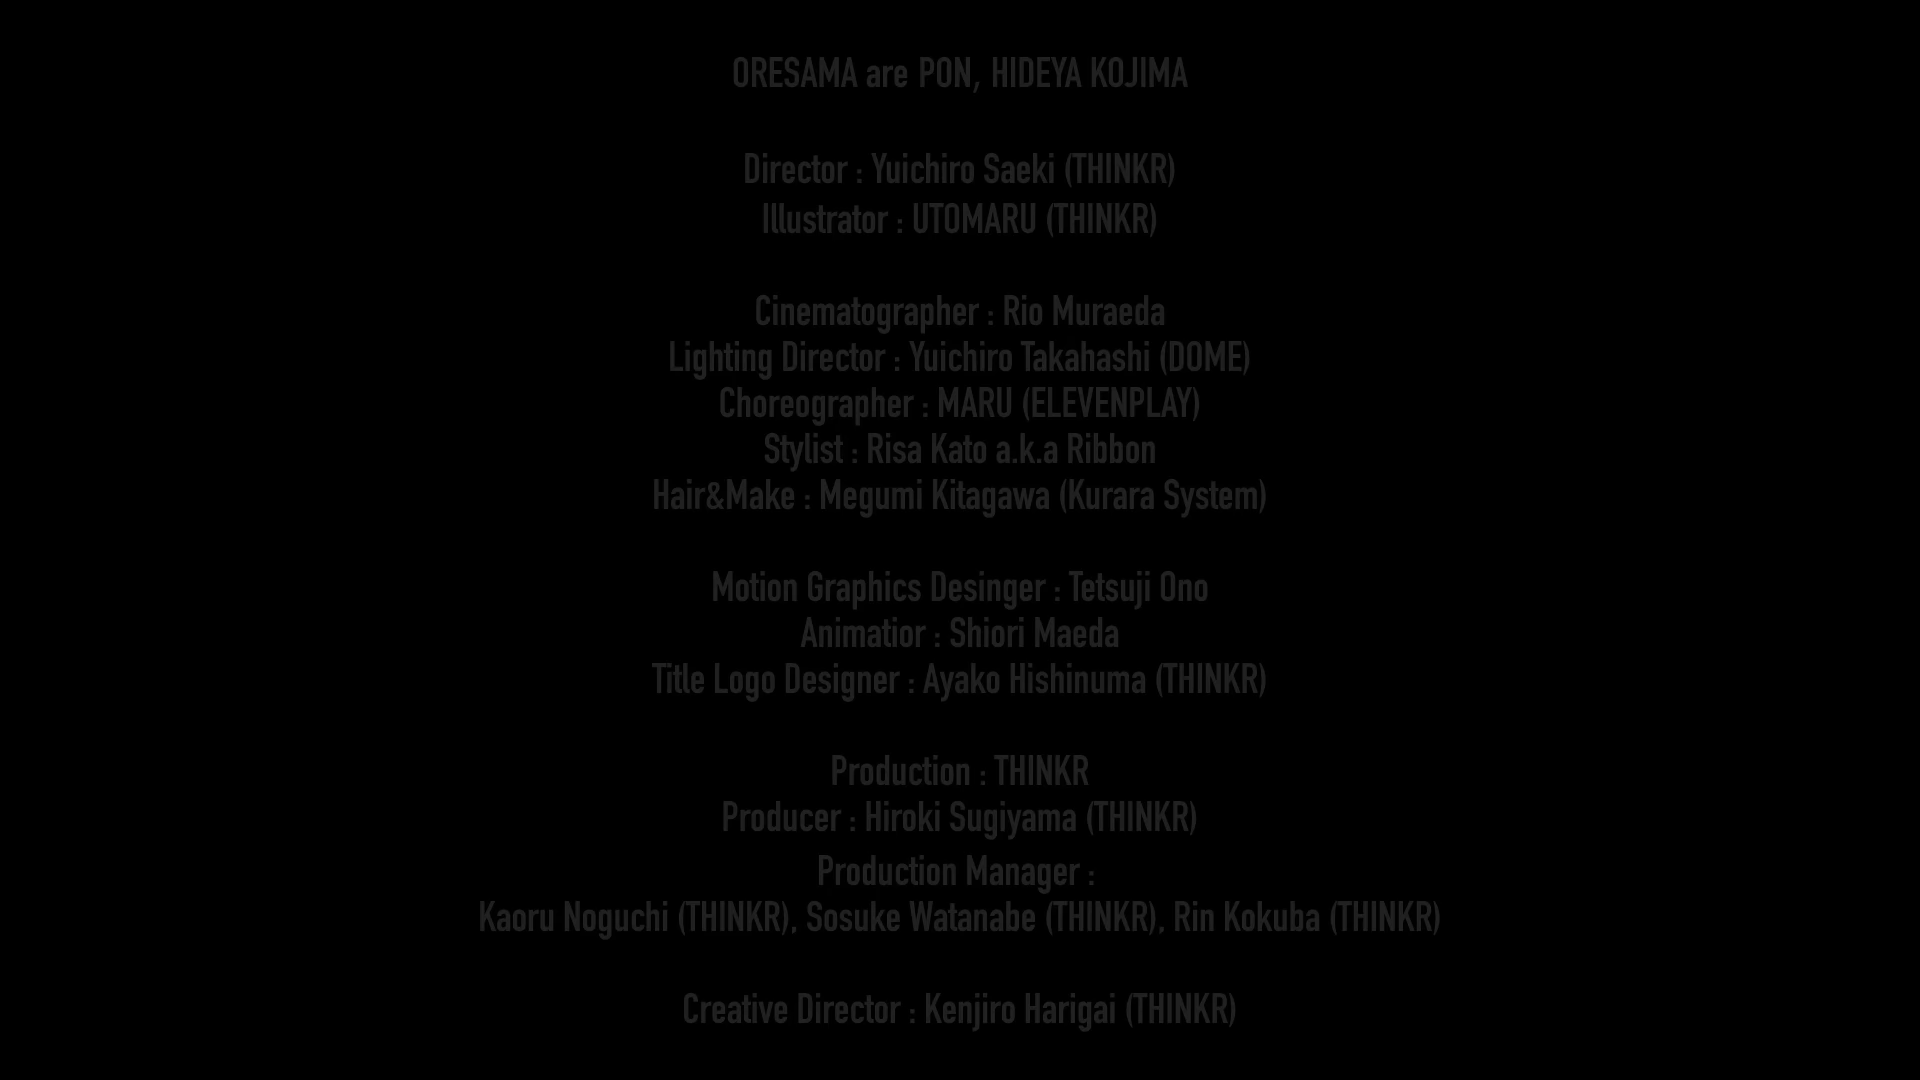 ORESAMA are PON, HIDEYA KOJIMA
Director : Yuichiro Saeki (THINKR)
Illustrator : UTOMARU (THINKR)
Cinematographer : Rio Muraeda
Lighting Director : Yuichiro Takahashi (DOME)
Choreographer : MARU (ELEVENPLAY)
Stylist : Risa Kato a.k.a Ribbon
Hair&Make : Megumi Kitagawa (Kurara System)
Motion Graphics Desinger : Tetsuji Ono
Animatior : Shiori Maeda
Title Logo Designer : Ayako Hishinuma (THINKR)
Production : THINKR
Producer : Hiroki Sugiyama (THINKR)
Production Manager :
Kaoru Noguchi (THINKR), Sosuke Watanabe (THINKR), Rin Kokuba (THINKR)
Creative Director : Kenjiro Harigai (THINKR)